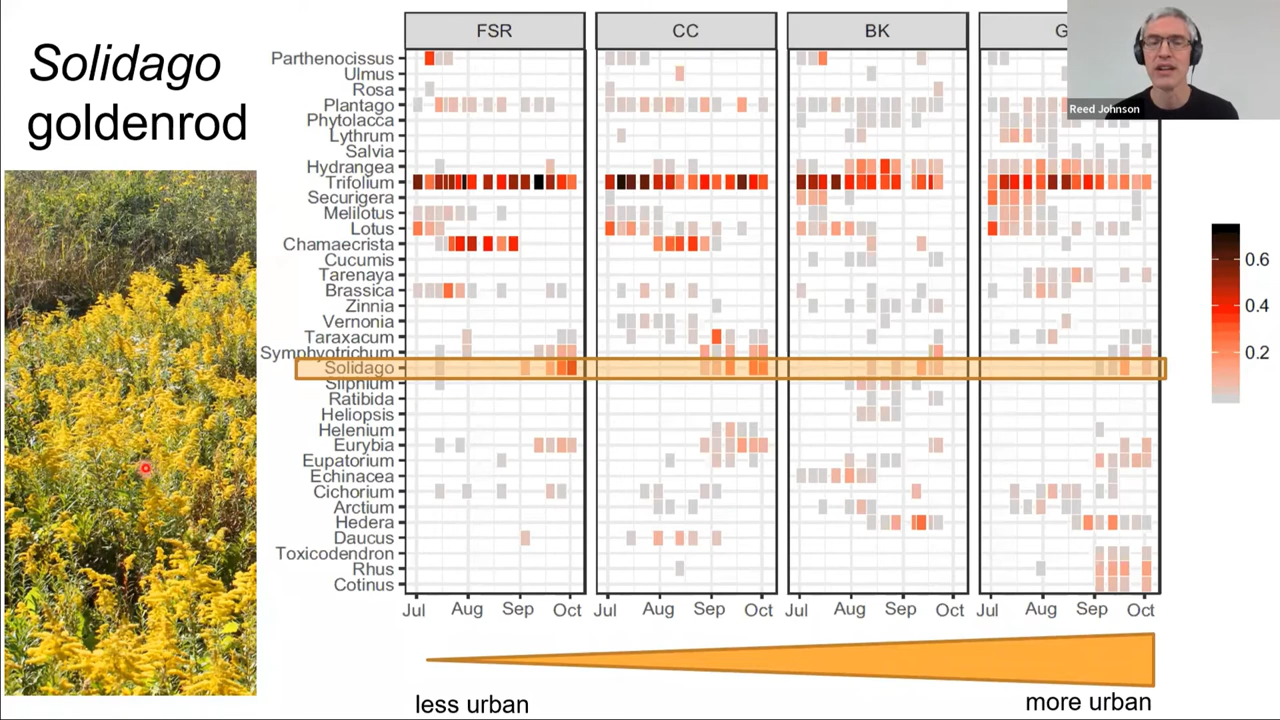 Solidago
goldenrod
FSR
CC
BK
G
Reed Johnson
Parthenocissus
Ulmus
Rosa
Plantago
Phytolacca
Lythrum
Salvia
Hydrangea
Trifolium
Securigera
Melilotus
Lotus
Chamaecrista
Cucumis
Tarenaya
Brassica
Zinnia
Vernonia
Taraxacum
Symphyotrichum
Solidago
Silphium
Ratibida
Heliopsis
Helenium
Eurybia
Eupatorium
Echinacea
Cichorium
Arctium
Hedera
Daucus
Toxicodendron
Rhus
Cotinus
Jul Aug Sep Oct
Jul Aug Sep Oct
Jul Aug Sep Oct
Jul Aug Sep Oct
0.6
0.4
0.2
less urban
more urban